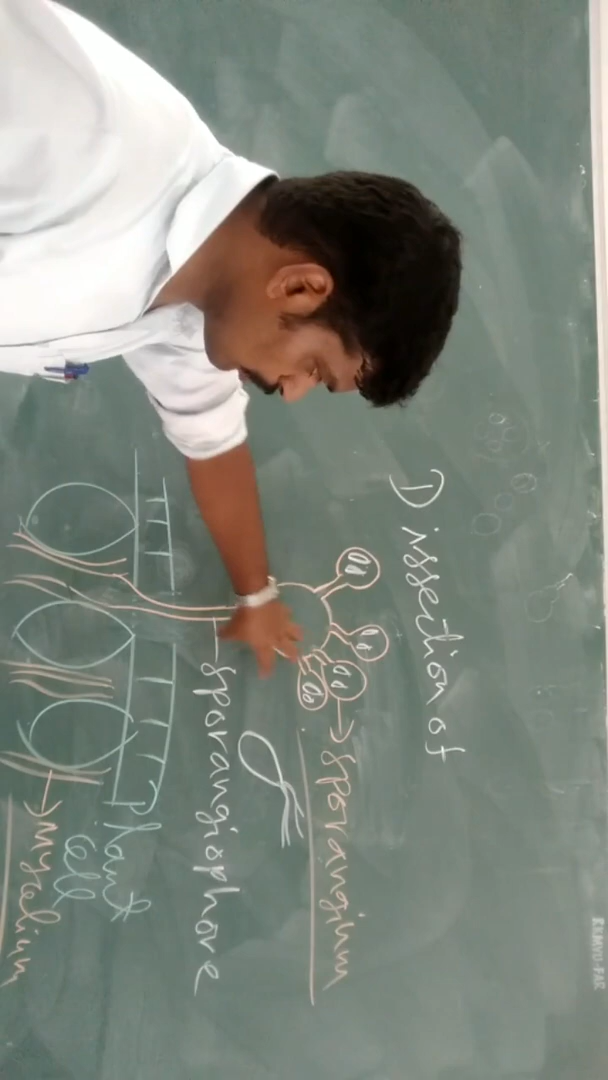 Dissection of
Sporangium
Sporangiophore
Plant
Cell
Mycelium